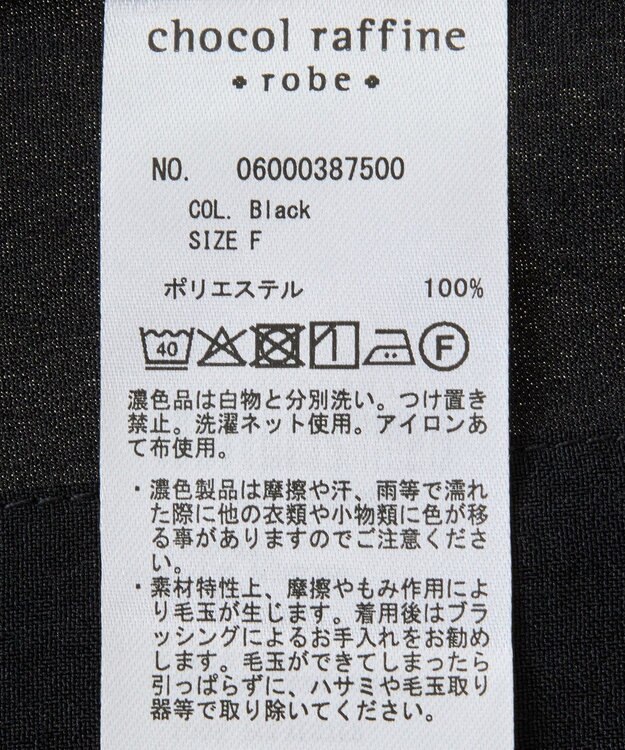 chocol raffine
robe
NO. 06000387500
COL. Black
SIZE F
ポリエステル 100%
40 F
濃色品は白物と分別洗い。つけ置き
禁止。洗濯ネット使用。アイロンあ
て布使用。
・濃色製品は摩擦や汗、雨等で濡れ
た際に他の衣類や小物類に色が移
る事がありますのでご注意くださ
い。
・素材特性上、摩擦やもみ作用によ
り毛玉が生じます。着用後はブラ
ッシングによるお手入れをお勧め
します。毛玉ができてしまったら
引っぱらずに、ハサミや毛玉取り
器等で取り除いてください。